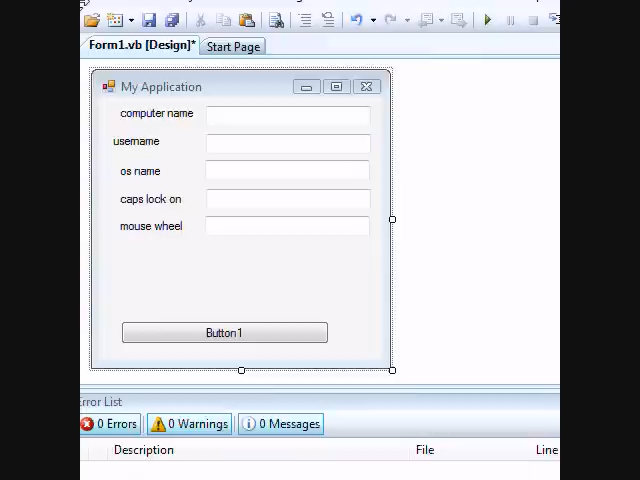 Form1.vb [Design]* Start Page
My Application
computer name
username
os name
caps lock on
mouse wheel
Button1
Error List
0 Errors 0 Warnings 0 Messages
Description File Line